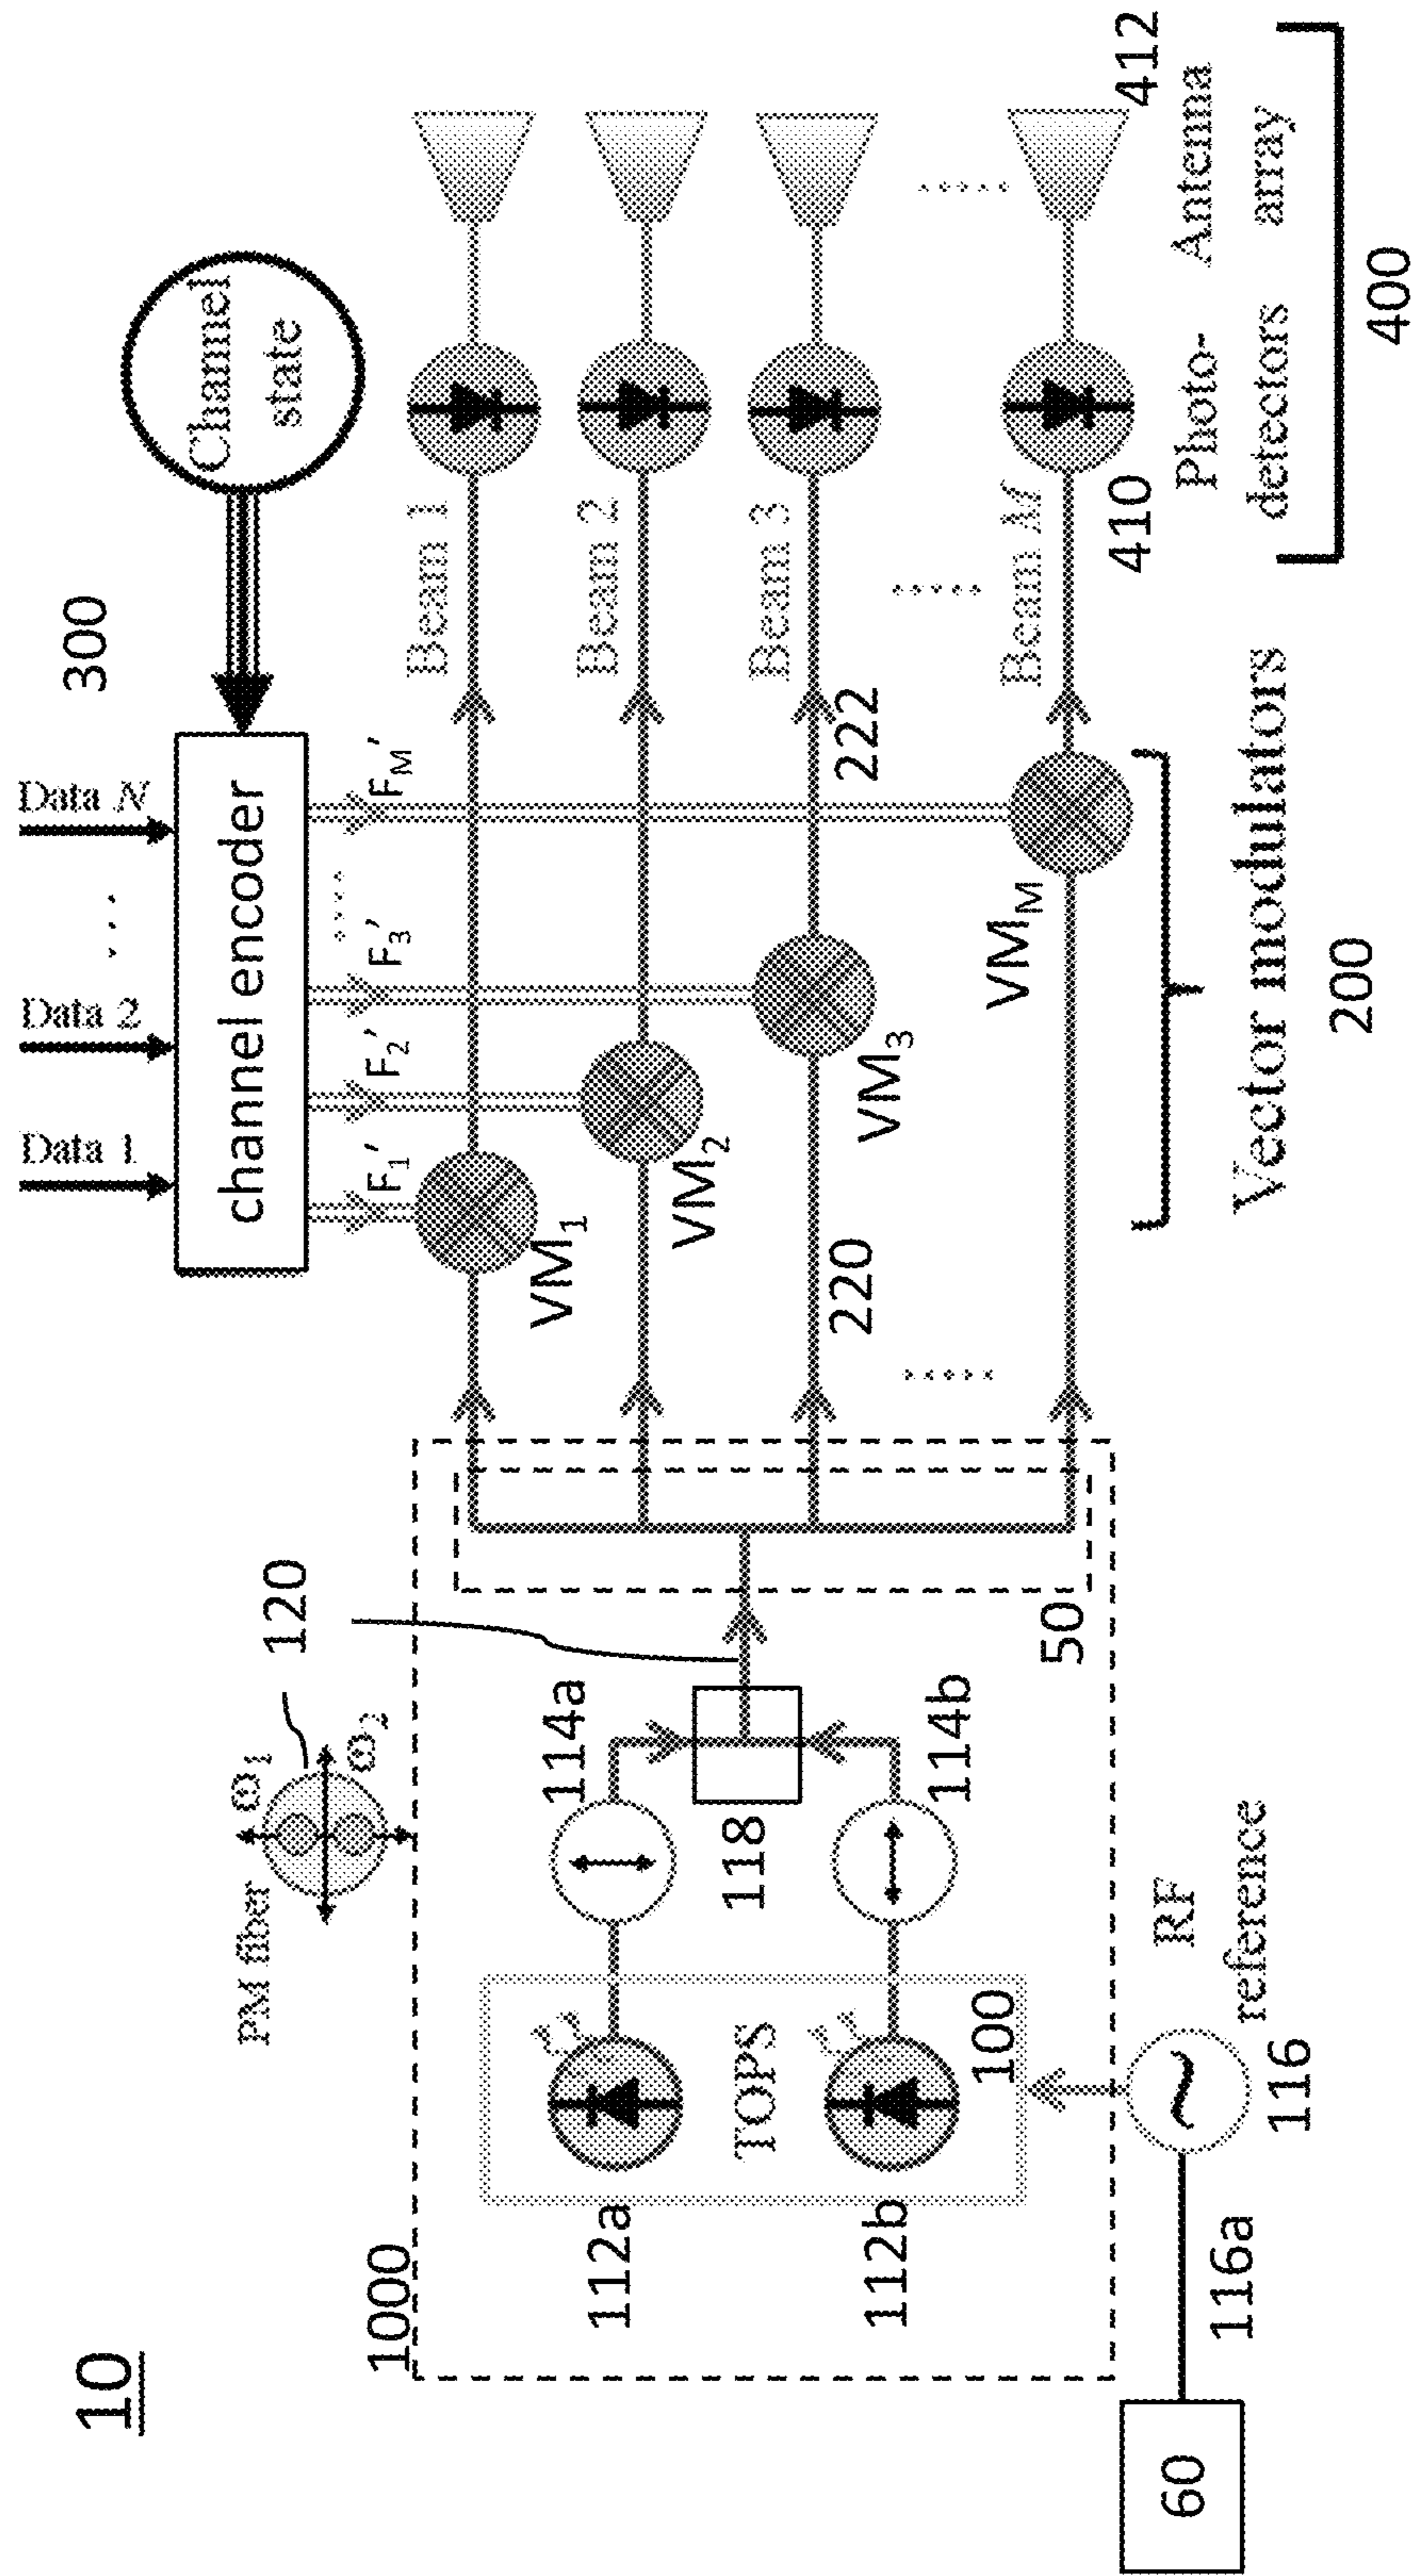 10
300
Data 1
Data 2
. . .
Data N
channel encoder
Channel
state
F1'
F2'
F3'
.....
FM'
PM fiber
ω1
ω2
120
1000
Beam 1
VM1
Beam 2
VM2
Beam 3
VM3
220
222
.....
Beam M
VMM
112a
TOPS
112b
100
114a
118
114b
50
410
412
Photo-
detectors
Antenna
array
400
Vector modulators
200
RF
reference
116
116a
60